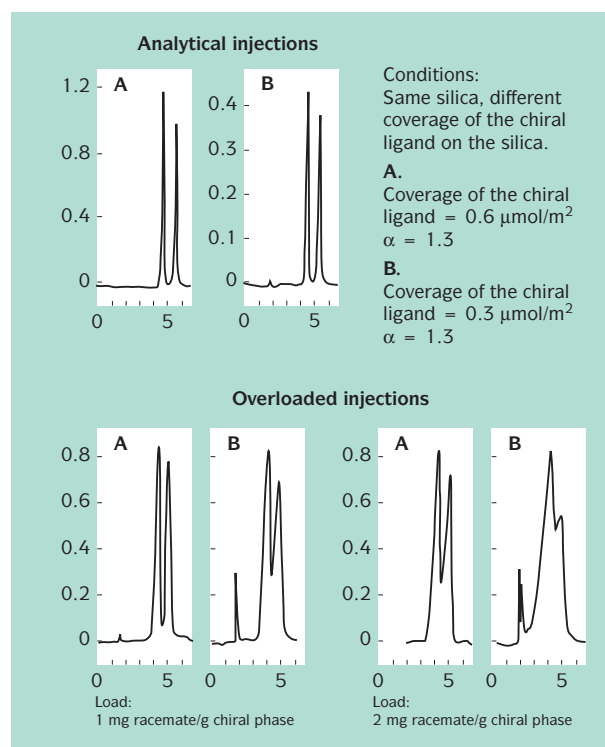 Analytical injections
A
B
1.2
0.8
0.4
0
0 5
0.4
0.3
0.2
0.1
0
0 5
Conditions:
Same silica, different
coverage of the chiral
ligand on the silica.
A.
Coverage of the chiral
ligand = 0.6 µmol/m²
α = 1.3
B.
Coverage of the chiral
ligand = 0.3 µmol/m²
α = 1.3
Overloaded injections
A
B
0.8
0.6
0.4
0.2
0
0 5
0 5
Load:
1 mg racemate/g chiral phase
A
B
0.8
0.6
0.4
0.2
0
0 5
0 5
Load:
2 mg racemate/g chiral phase